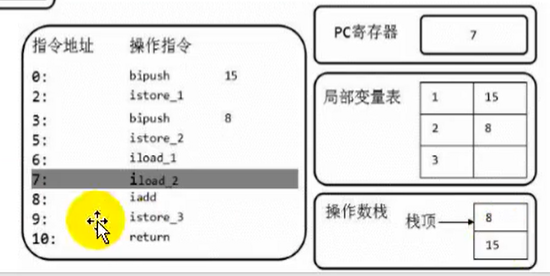 指令地址 操作指令
0: bipush 15
2: istore_1
3: bipush 8
5: istore_2
6: iload_1
7: iload_2
8: iadd
9: istore_3
10: return
PC寄存器 7
局部变量表
1 15
2 8
3
操作数栈
栈顶 8
15